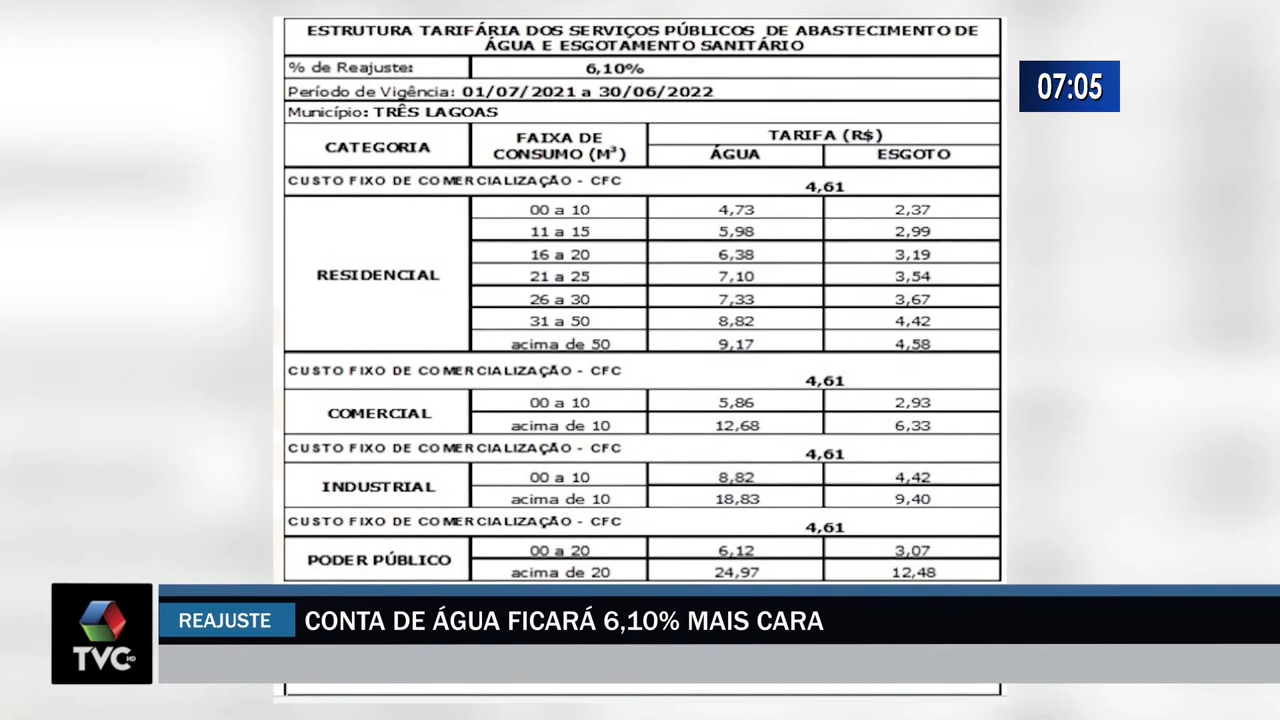 ESTRUTURA TARIFÁRIA DOS SERVIÇOS PÚBLICOS DE ABASTECIMENTO DE
ÁGUA E ESGOTAMENTO SANITÁRIO
% de Reajuste: 6,10%
Período de Vigência: 01/07/2021 a 30/06/2022
Município: TRÊS LAGOAS
CATEGORIA FAIXA DE CONSUMO (M³) TARIFA (R$)
ÁGUA ESGOTO
CUSTO FIXO DE COMERCIALIZAÇÃO - CFC 4,61
RESIDENCIAL
00 a 10 4,73 2,37
11 a 15 5,98 2,99
16 a 20 6,38 3,19
21 a 25 7,10 3,54
26 a 30 7,33 3,67
31 a 50 8,82 4,42
acima de 50 9,17 4,58
CUSTO FIXO DE COMERCIALIZAÇÃO - CFC 4,61
COMERCIAL
00 a 10 5,86 2,93
acima de 10 12,68 6,33
CUSTO FIXO DE COMERCIALIZAÇÃO - CFC 4,61
INDUSTRIAL
00 a 10 8,82 4,42
acima de 10 18,83 9,40
CUSTO FIXO DE COMERCIALIZAÇÃO - CFC 4,61
PODER PÚBLICO
00 a 20 6,12 3,07
acima de 20 24,97 12,48
07:05
REAJUSTE CONTA DE ÁGUA FICARÁ 6,10% MAIS CARA
TVC HD